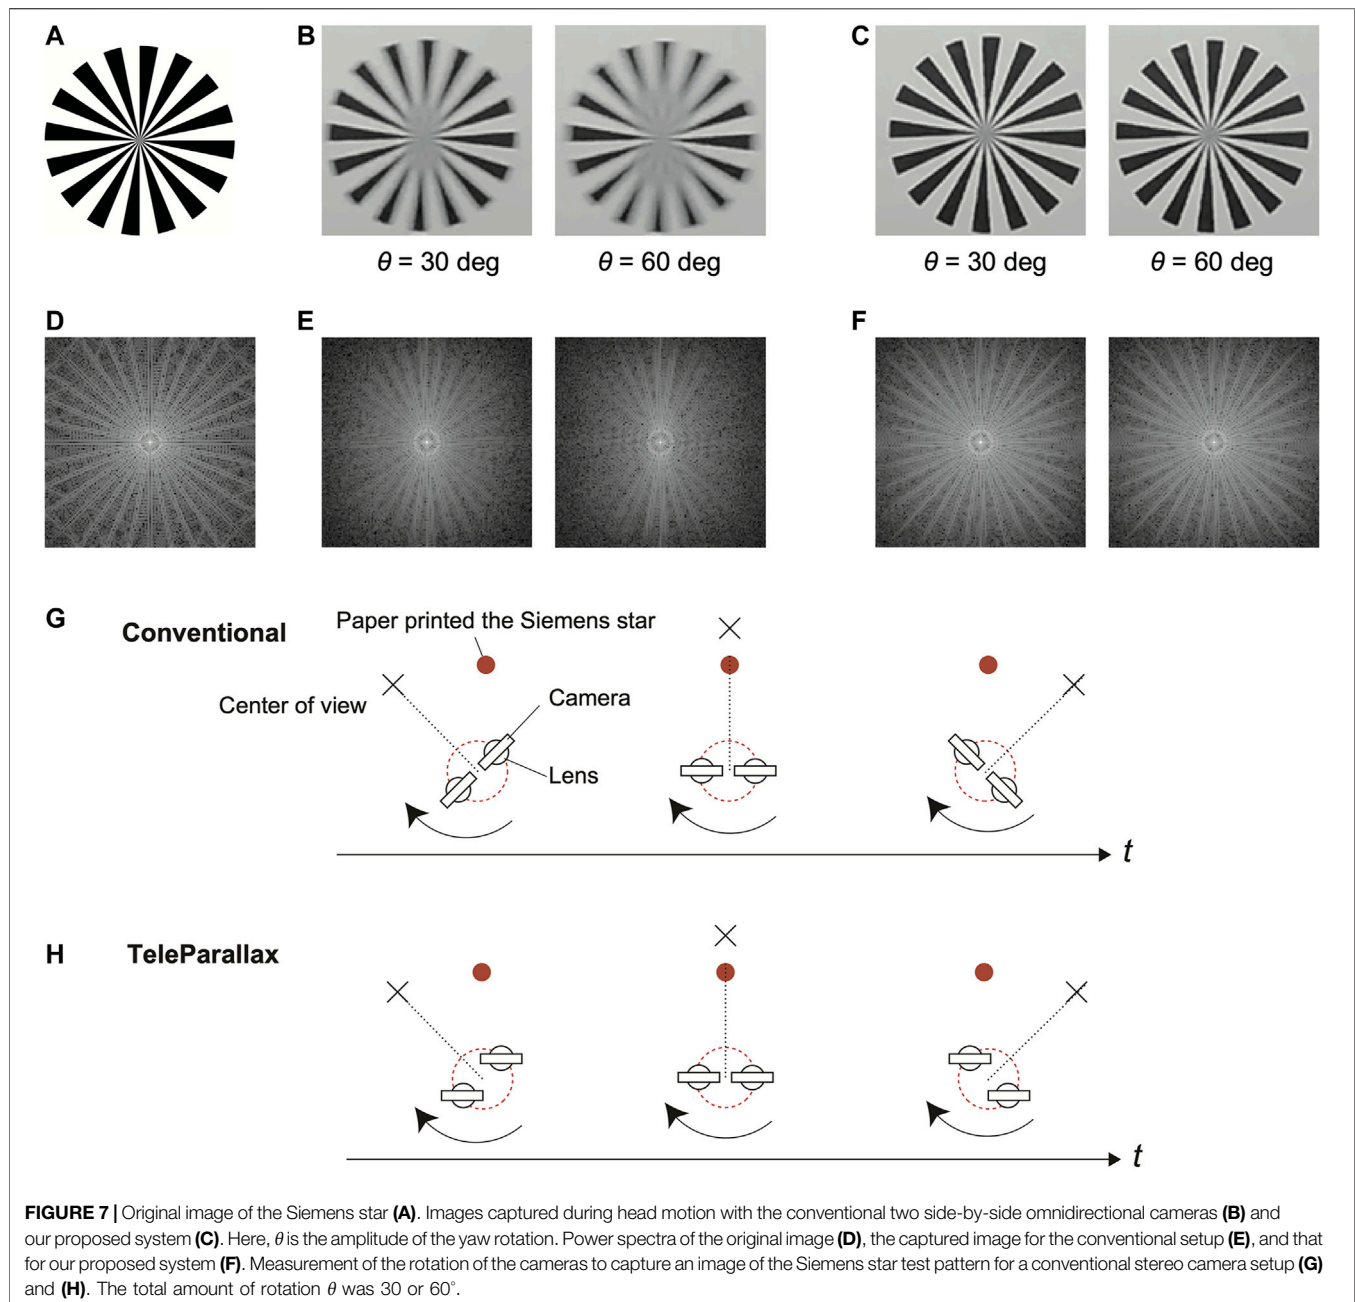 A
B
C
θ = 30 deg
θ = 60 deg
θ = 30 deg
θ = 60 deg
D
E
F
G
Conventional
Paper printed the Siemens star
Center of view
Camera
Lens
t
H
TeleParallax
t
FIGURE 7 | Original image of the Siemens star (A). Images captured during head motion with the conventional two side-by-side omnidirectional cameras (B) and
our proposed system (C). Here, θ is the amplitude of the yaw rotation. Power spectra of the original image (D), the captured image for the conventional setup (E), and that
for our proposed system (F). Measurement of the rotation of the cameras to capture an image of the Siemens star test pattern for a conventional stereo camera setup (G)
and (H). The total amount of rotation θ was 30 or 60°.